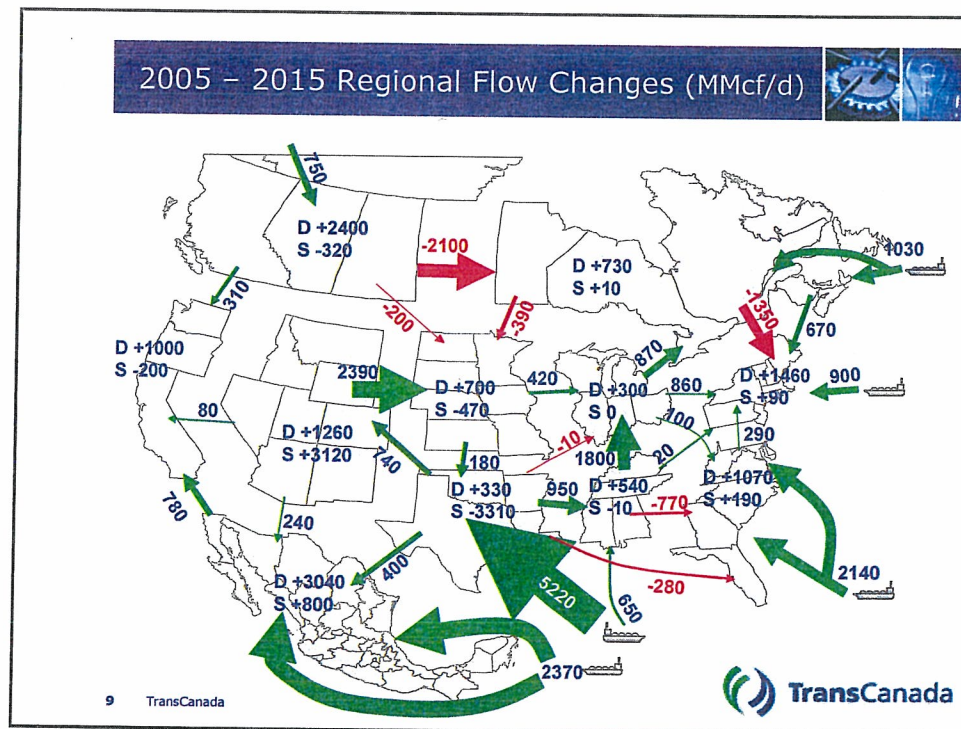 2005 – 2015 Regional Flow Changes (MMcf/d)
750
D +2400
S -320
-2100
D +730
S +10
1030
310
-200
-390
-1350
670
D +1000
S -200
2390
D +700
S -470
420
D +300
S 0
870
860
D +1460
S +90
900
80
D +1260
S +3120
740
180
-10
1800
100
20
290
D +330
S -3310
950
D +540
S -10
-770
D +1070
S +190
780
240
400
D +3040
S +800
5220
650
-280
2140
2370
9 TransCanada
TransCanada